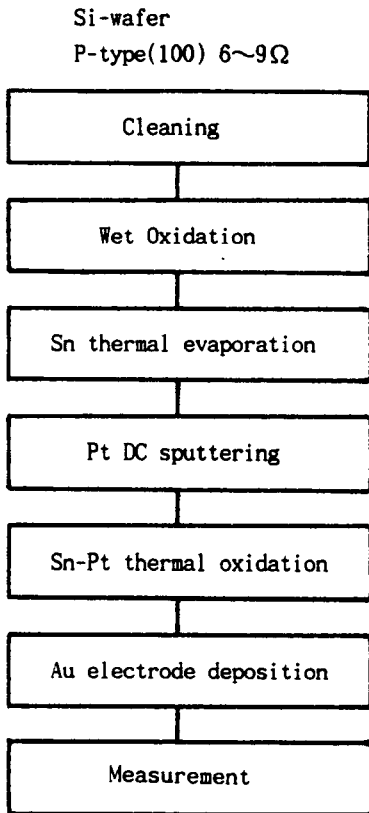 Si-wafer
P-type(100) 6～9Ω
Cleaning
Wet Oxidation
Sn thermal evaporation
Pt DC sputtering
Sn-Pt thermal oxidation
Au electrode deposition
Measurement